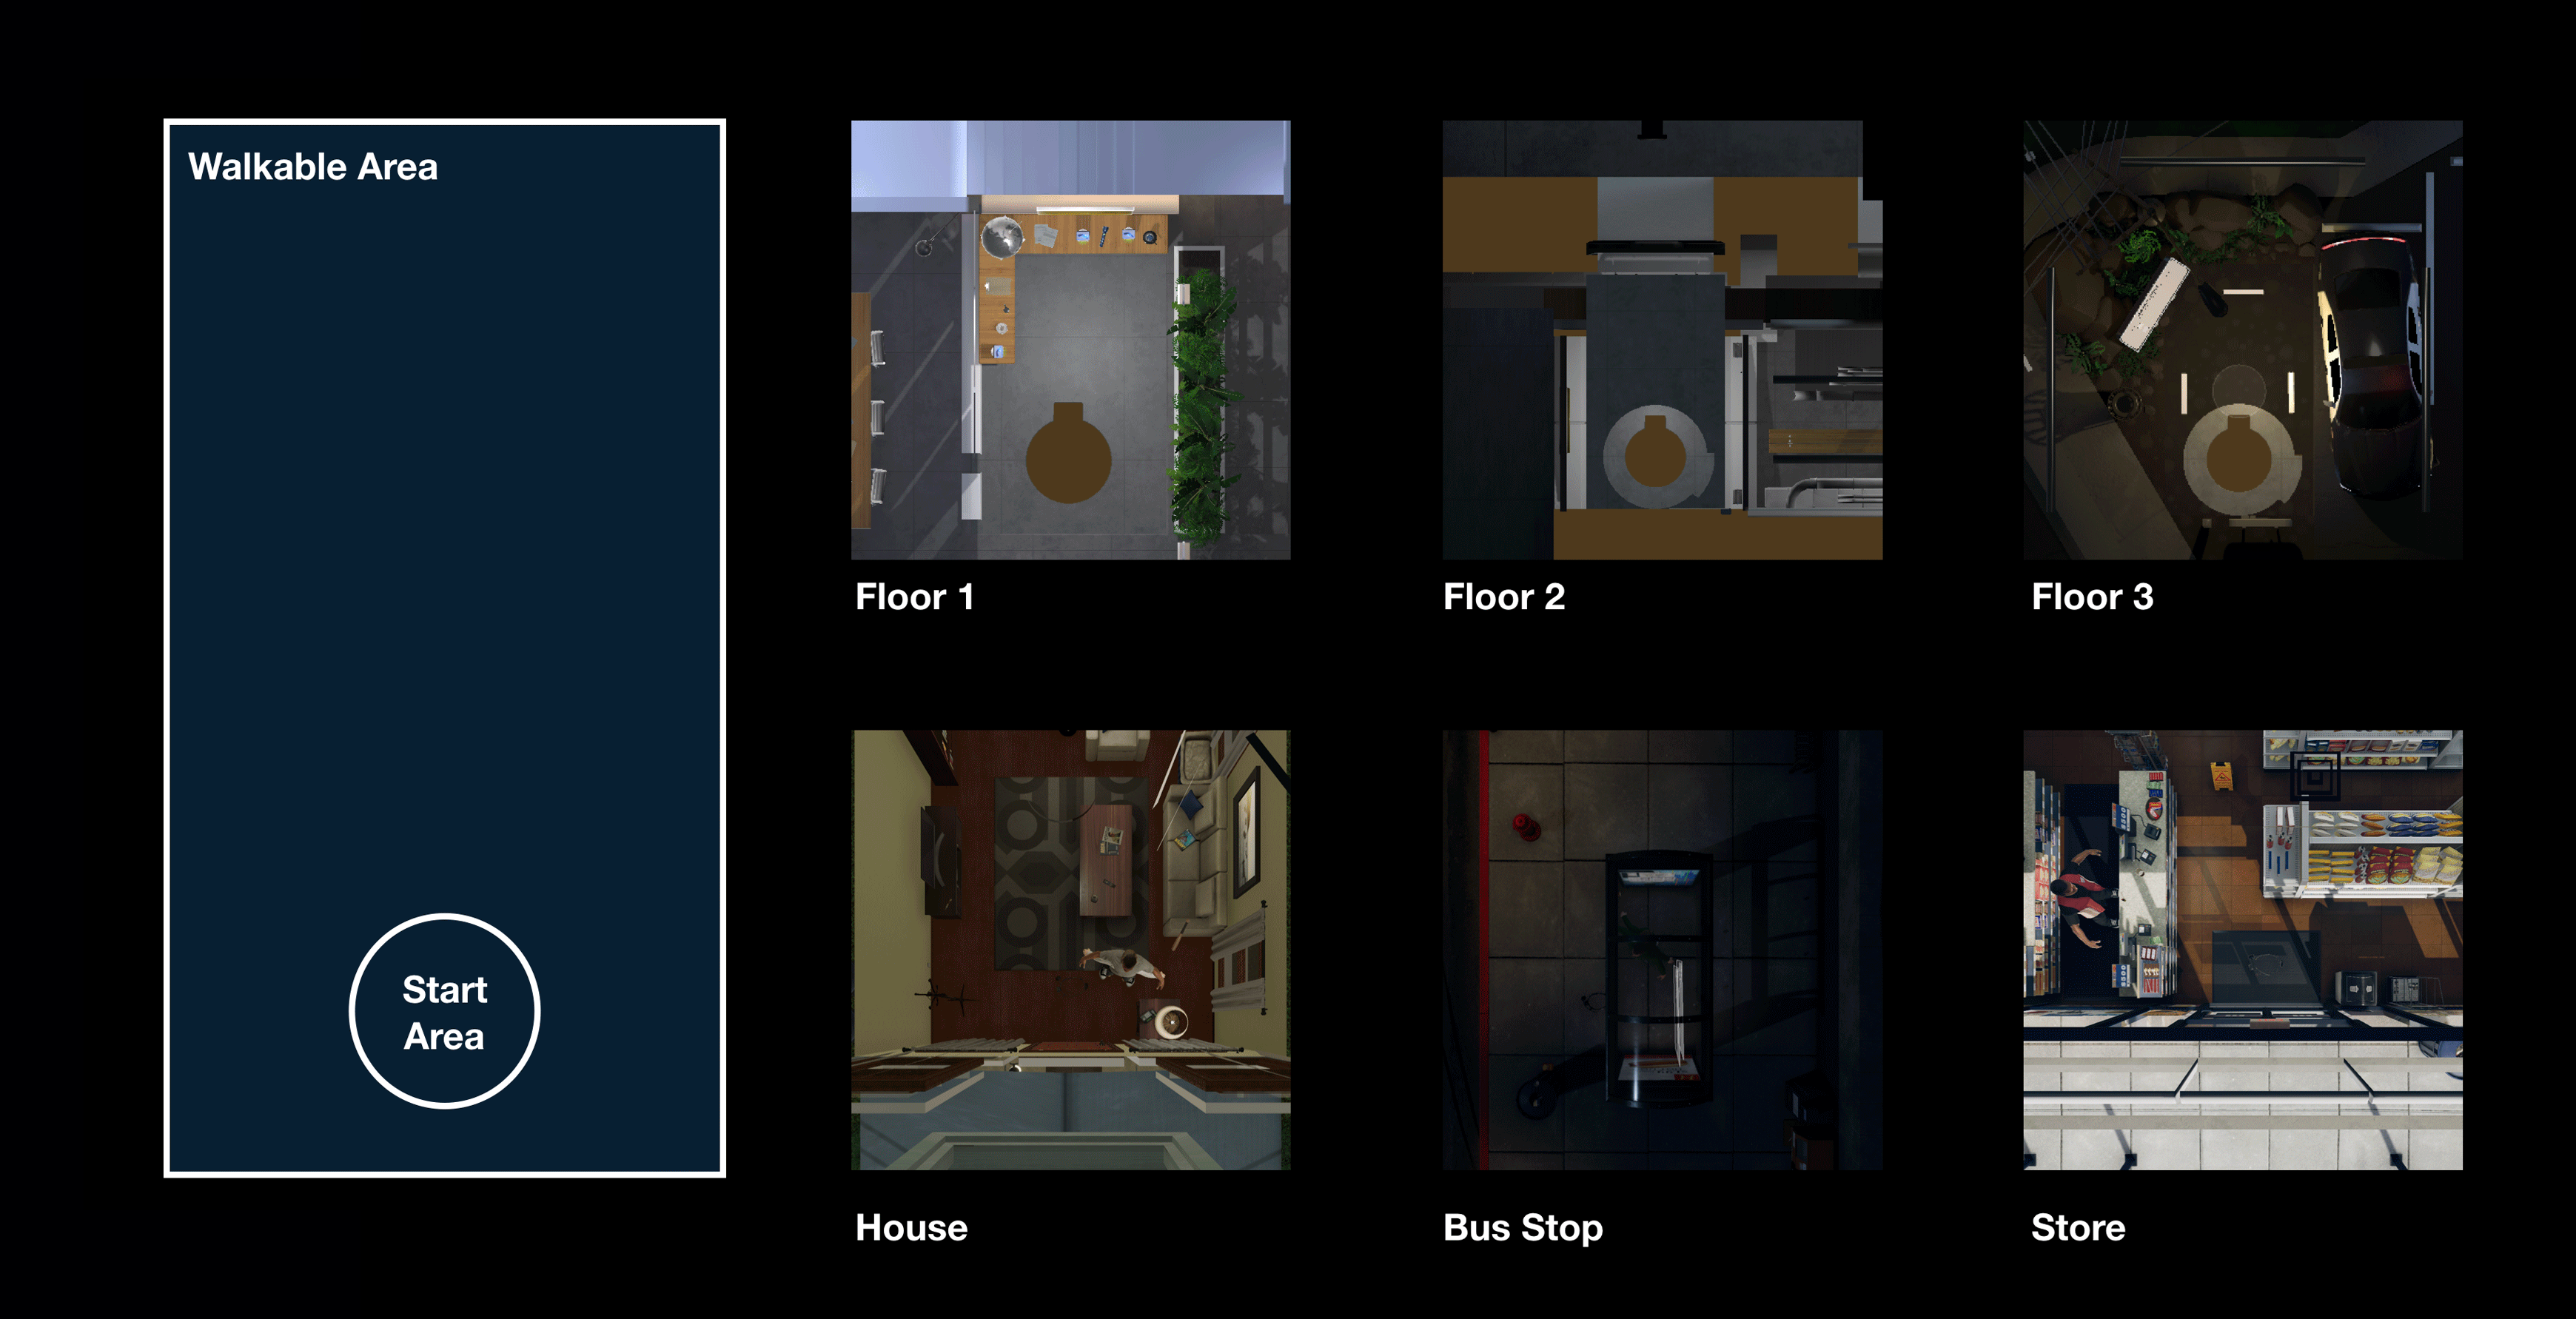 Walkable Area
Start
Area
Floor 1
Floor 2
Floor 3
House
Bus Stop
Store